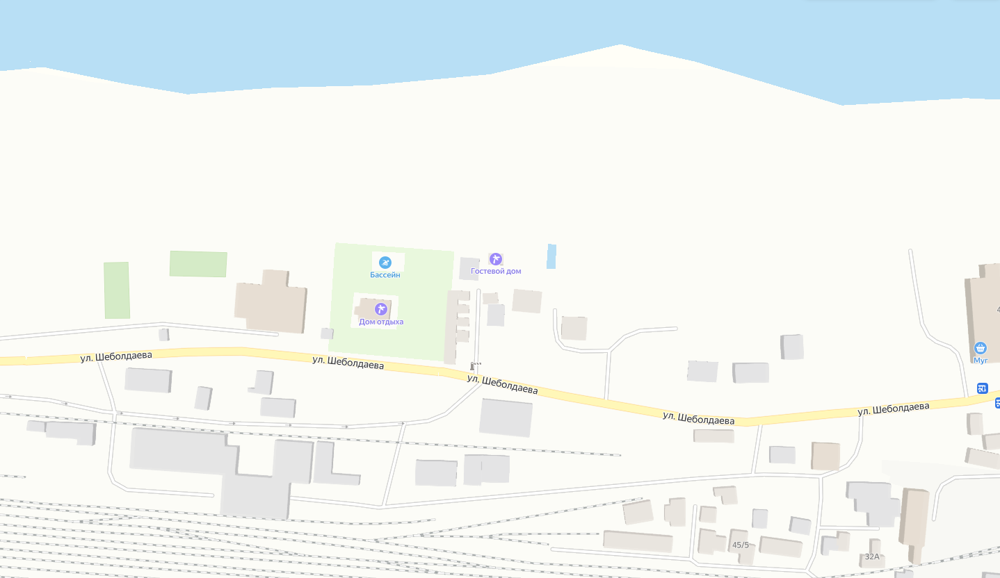 Бассейн
Гостевой дом
Дом отдыха
ул. Шеболдаева
ул. Шеболдаева
ул. Шеболдаева
ул. Шеболдаева
ул. Шеболдаева
Муг
45/5
32А